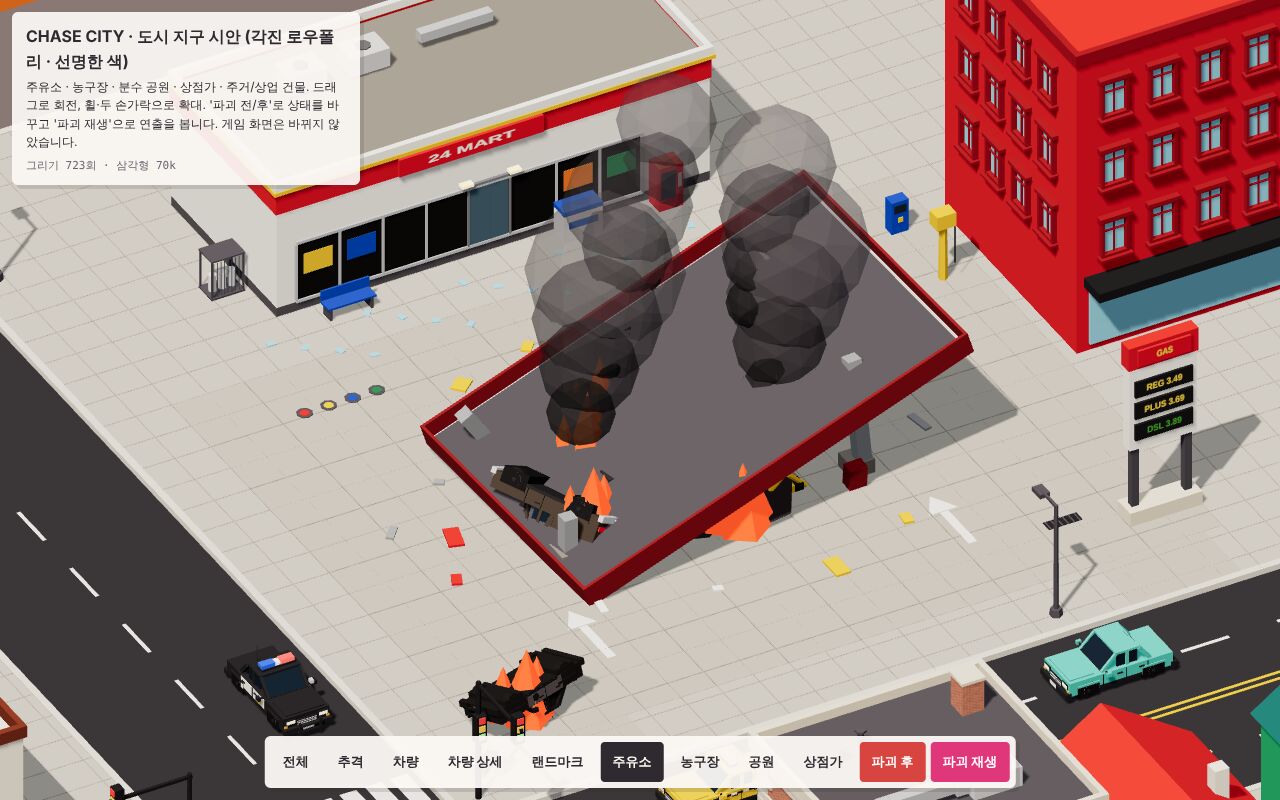 CHASE CITY · 도시 지구 시안 (각진 로우폴
리 · 선명한 색)
주유소 · 농구장 · 분수 공원 · 상점가 · 주거/상업 건물. 드래
그로 회전, 휠·두 손가락으로 확대. '파괴 전/후'로 상태를 바
꾸고 '파괴 재생'으로 연출을 봅니다. 게임 화면은 바뀌지 않
았습니다.
그리기 723회 · 삼각형 70k
24 MART
GAS
REG 3.49
PLUS 3.69
DSL 3.89
전체 추격 차량 차량 상세 랜드마크 주유소 농구장 공원 상점가 파괴 후 파괴 재생